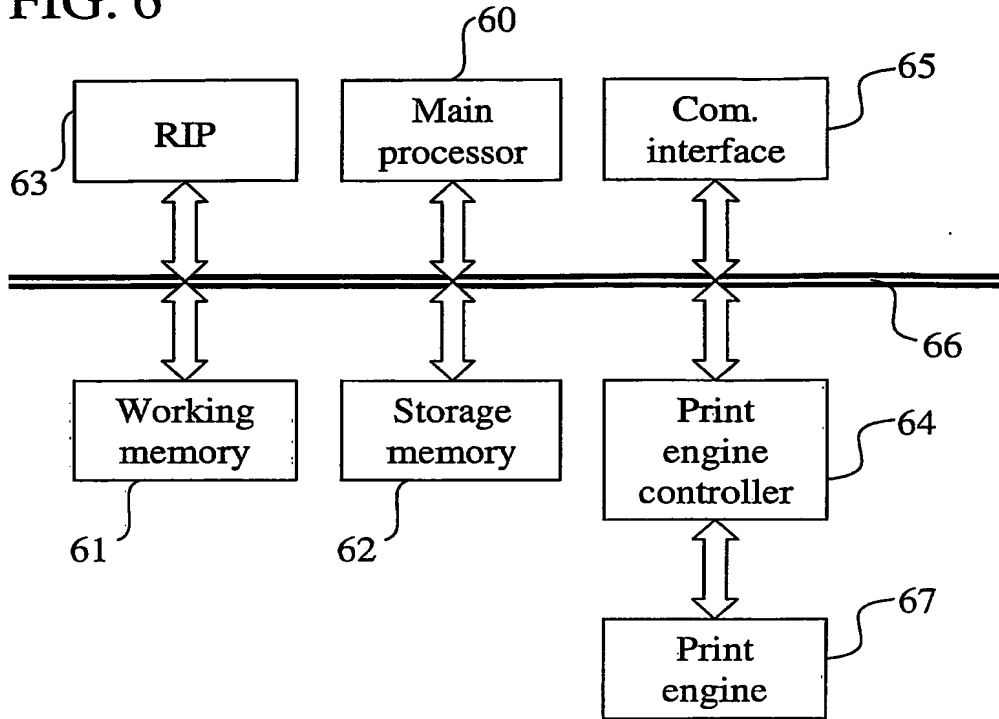 FIG. 6
60
65
RIP
Main
processor
Com.
interface
63
66
Working
memory
Storage
memory
Print
engine
controller
64
61
62
67
Print
engine